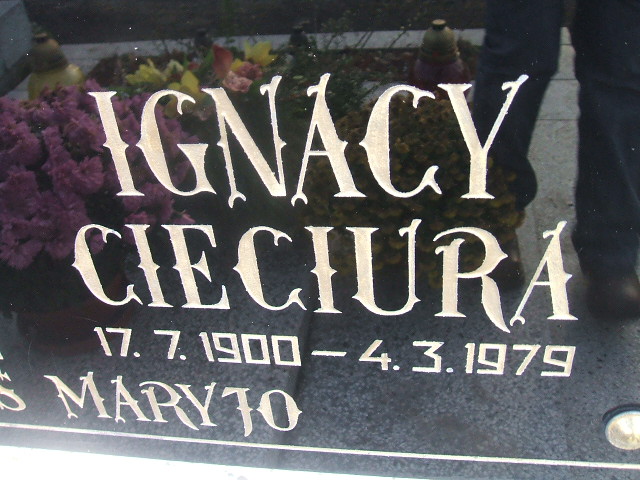 IGNACY
CIECIURA
17. 7. 1900 — 4. 3. 1979
MARYJO